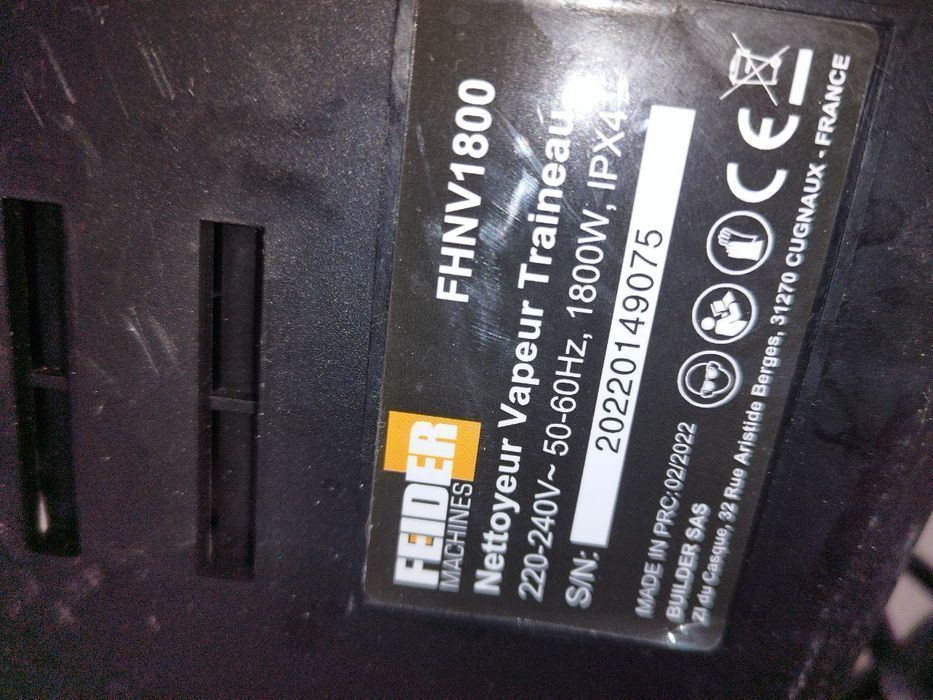 FEIDER
MACHINES
FHNV1800
Nettoyeur Vapeur Traineau
220-240V~ 50-60Hz, 1800W, IPX4
S/N: 20220149075
MADE IN PRC:02/2022
BUILDER SAS
ZI du Casque, 32 Rue Aristide Berges, 31270 CUGNAUX - FRANCE
CE